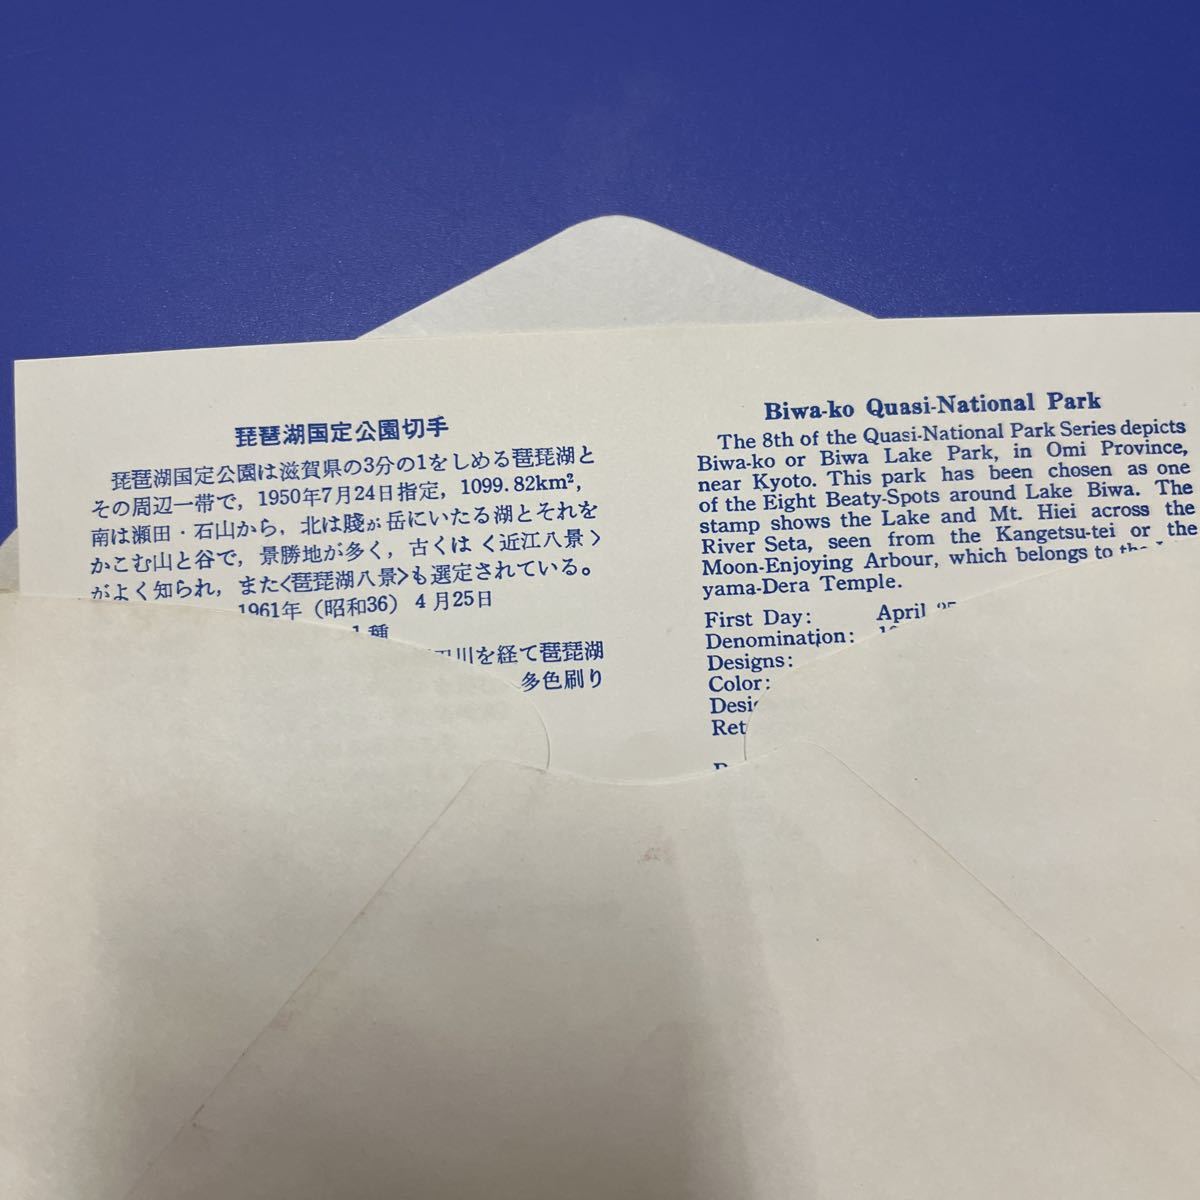 琵琶湖国定公園切手
琵琶湖国定公園は滋賀県の3分の1をしめる琵琶湖と
その周辺一帯で，1950年7月24日指定，1099.82km²，
南は瀬田・石山から，北は賤が岳にいたる湖とそれを
かこむ山と谷で，景勝地が多く，古くは〈近江八景〉
がよく知られ，また〈琵琶湖八景〉も選定されている。
1961年（昭和36）4月25日
1種
川を経て琵琶湖
多色刷り
Biwa-ko Quasi-National Park
The 8th of the Quasi-National Park Series depicts
Biwa-ko or Biwa Lake Park, in Omi Province,
near Kyoto. This park has been chosen as one
of the Eight Beaty-Spots around Lake Biwa. The
stamp shows the Lake and Mt. Hiei across the
River Seta, seen from the Kangetsu-tei or the
Moon-Enjoying Arbour, which belongs to the
yama-Dera Temple.
First Day: April 25
Denomination:
Designs:
Color: